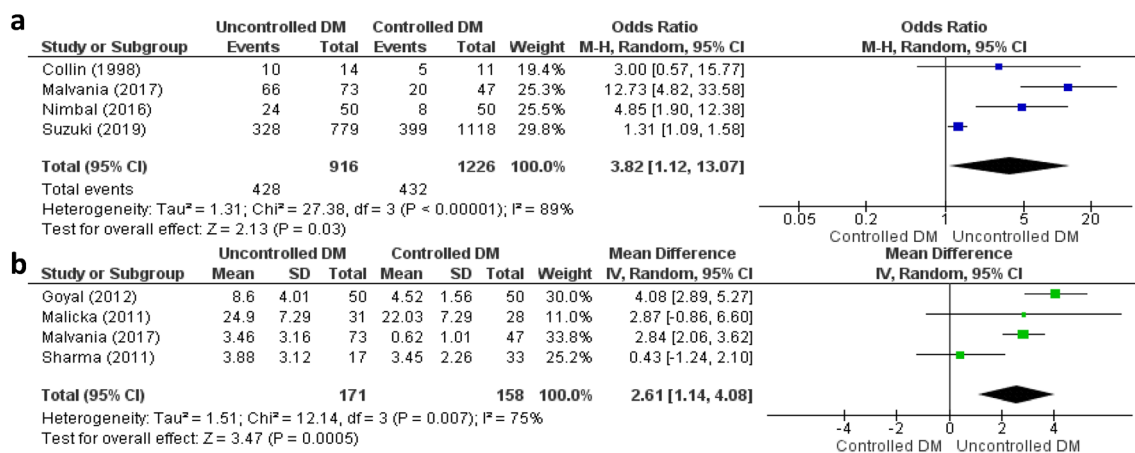 a
Uncontrolled DM Controlled DM Odds Ratio Odds Ratio
Study or Subgroup Events Total Events Total Weight M-H, Random, 95% CI M-H, Random, 95% CI
Collin (1998) 10 14 5 11 19.4% 3.00 [0.57, 15.77]
Malvania (2017) 66 73 20 47 25.3% 12.73 [4.82, 33.58]
Nimbal (2016) 24 50 8 50 25.5% 4.85 [1.90, 12.38]
Suzuki (2019) 328 779 399 1118 29.8% 1.31 [1.09, 1.58]
Total (95% CI) 916 1226 100.0% 3.82 [1.12, 13.07]
Total events 428 432
Heterogeneity: Tau² = 1.31; Chi² = 27.38, df = 3 (P < 0.00001); I² = 89%
Test for overall effect: Z = 2.13 (P = 0.03)
0.05 0.2 1 5 20
Controlled DM Uncontrolled DM
b
Uncontrolled DM Controlled DM Mean Difference Mean Difference
Study or Subgroup Mean SD Total Mean SD Total Weight IV, Random, 95% CI IV, Random, 95% CI
Goyal (2012) 8.6 4.01 50 4.52 1.56 50 30.0% 4.08 [2.89, 5.27]
Malicka (2011) 24.9 7.29 31 22.03 7.29 28 11.0% 2.87 [-0.86, 6.60]
Malvania (2017) 3.46 3.16 73 0.62 1.01 47 33.8% 2.84 [2.06, 3.62]
Sharma (2011) 3.88 3.12 17 3.45 2.26 33 25.2% 0.43 [-1.24, 2.10]
Total (95% CI) 171 158 100.0% 2.61 [1.14, 4.08]
Heterogeneity: Tau² = 1.51; Chi² = 12.14, df = 3 (P = 0.007); I² = 75%
Test for overall effect: Z = 3.47 (P = 0.0005)
-4 -2 0 2 4
Controlled DM Uncontrolled DM